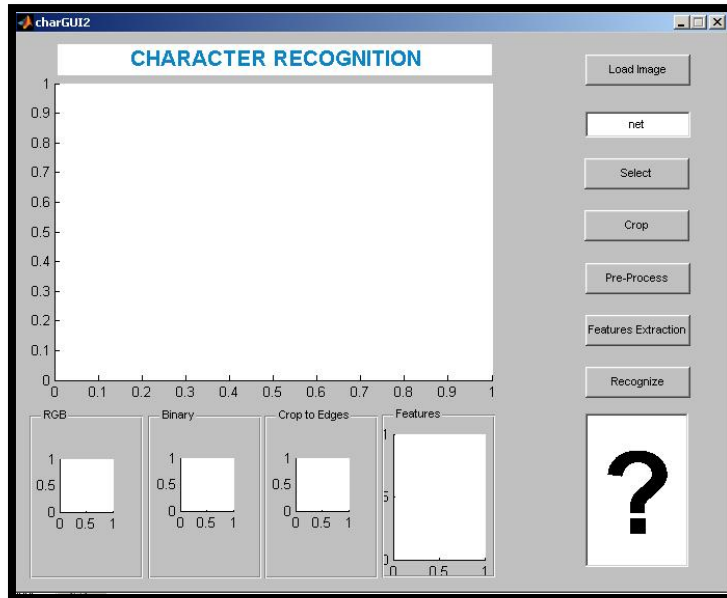 charGUI2
CHARACTER RECOGNITION
1
0.9
0.8
0.7
0.6
0.5
0.4
0.3
0.2
0.1
0
0 0.1 0.2 0.3 0.4 0.5 0.6 0.7 0.8 0.9 1
Load Image
net
Select
Crop
Pre-Process
Features Extraction
Recognize
RGB
1
0.5
0
0 0.5 1
Binary
1
0.5
0
0 0.5 1
Crop to Edges
1
0.5
0
0 0.5 1
Features
1
5
0
0 0.5 1
?